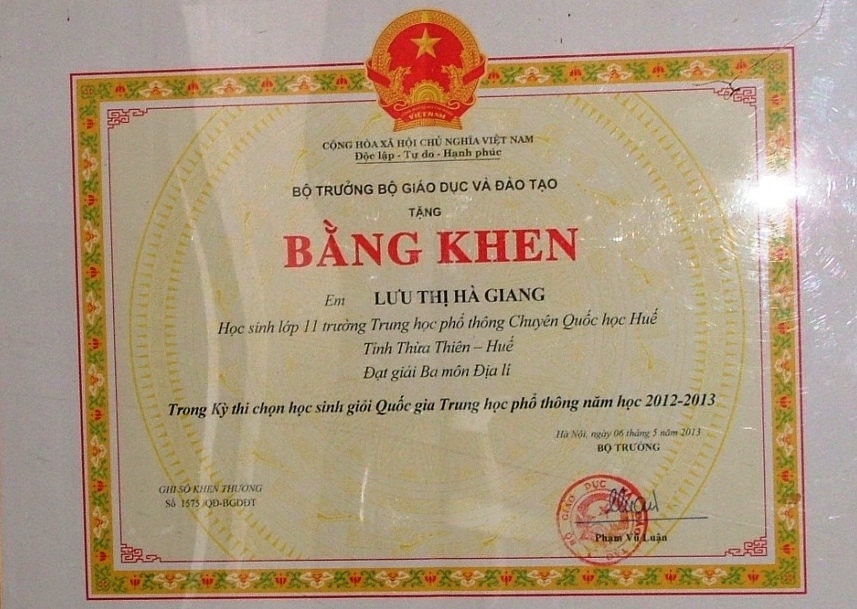 VIỆT NAM
CỘNG HÒA XÃ HỘI CHỦ NGHĨA VIỆT NAM
Độc lập - Tự do - Hạnh phúc
BỘ TRƯỞNG BỘ GIÁO DỤC VÀ ĐÀO TẠO
TẶNG
BẰNG KHEN
Em LƯU THỊ HÀ GIANG
Học sinh lớp 11 trường Trung học phổ thông Chuyên Quốc học Huế
Tỉnh Thừa Thiên – Huế
Đạt giải Ba môn Địa lí
Trong Kỳ thi chọn học sinh giỏi Quốc gia Trung học phổ thông năm học 2012-2013
Hà Nội, ngày 06 tháng 5 năm 2013
BỘ TRƯỞNG
GHI SỔ KHEN THƯỞNG
Số 1575 /QĐ-BGDĐT
BỘ GIÁO DỤC
Phạm Vũ Luận